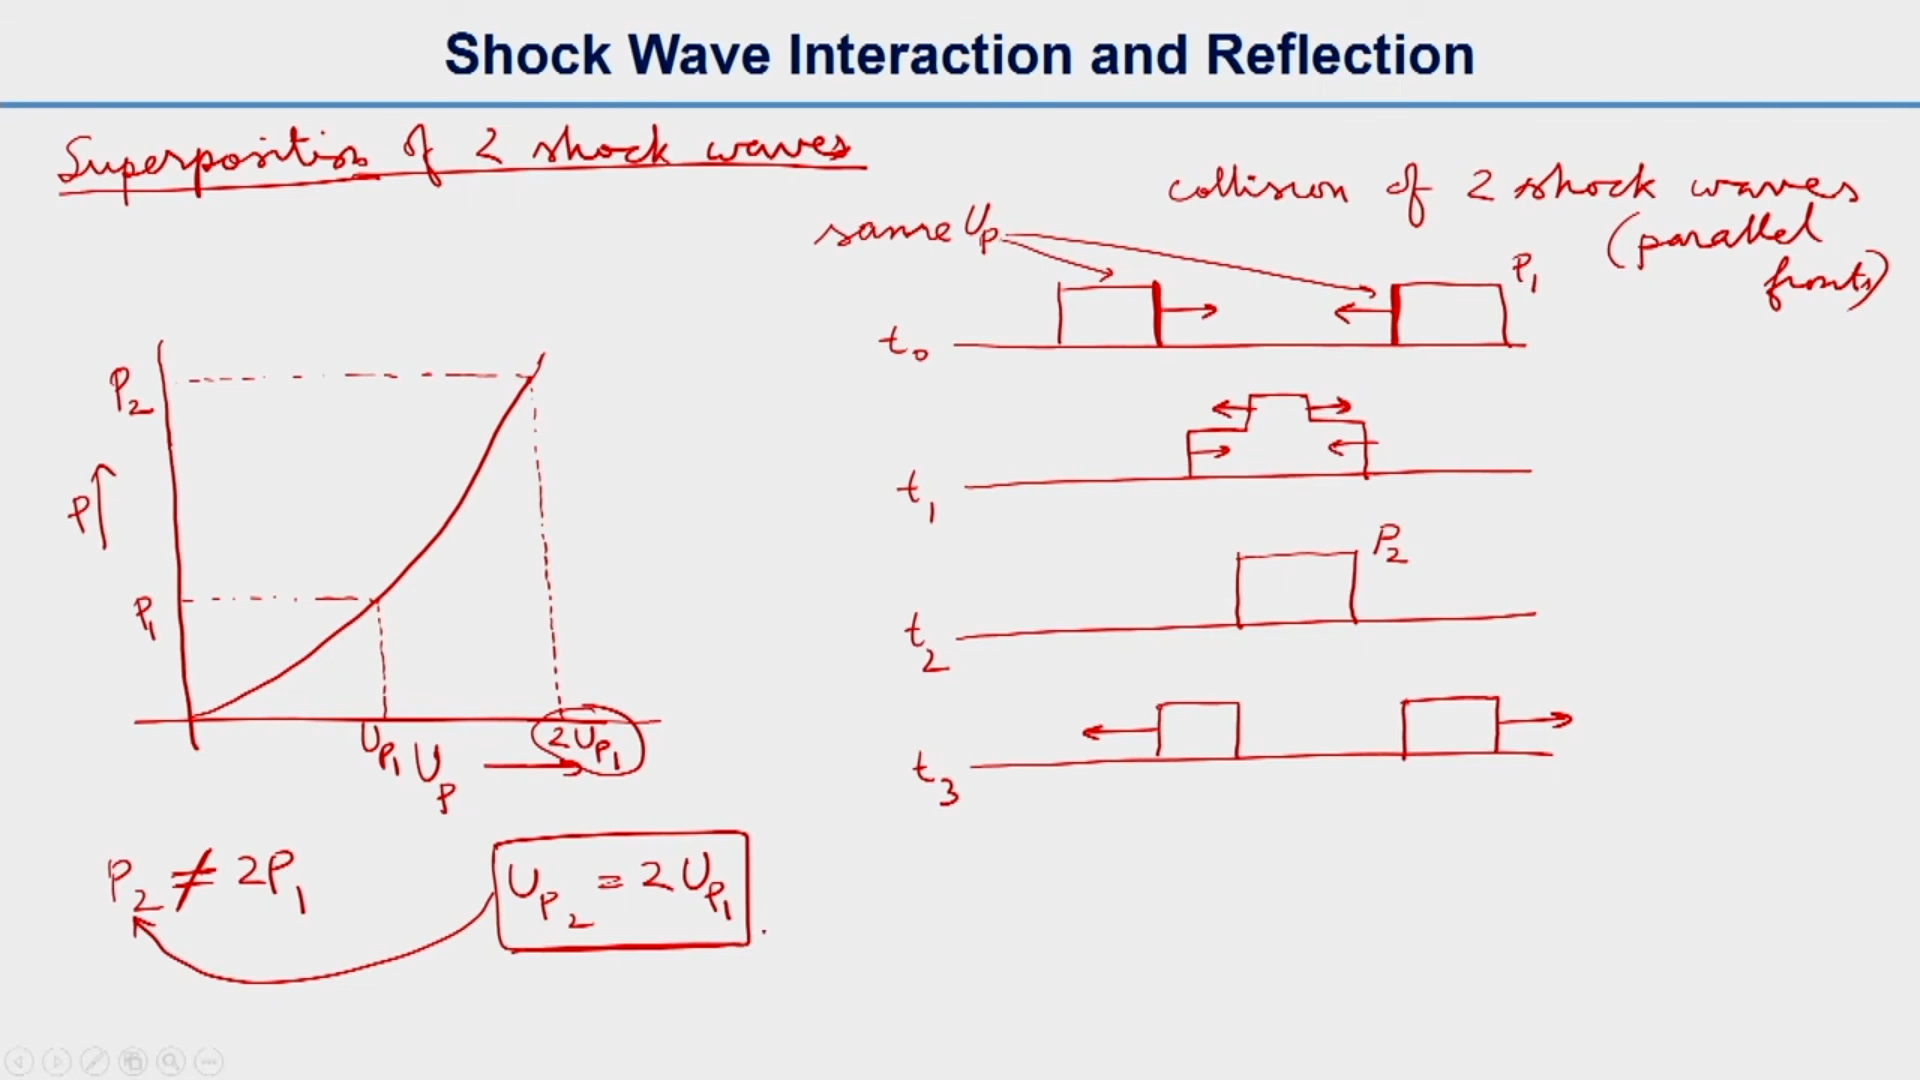 Shock Wave Interaction and Reflection
Superposition of 2 shock waves
collision of 2 shock waves
(parallel
fronts)
same Up
P1
t0
t1
P2
t2
t3
P2
P↑
P1
Up1
2Up1
Up
P2 ≠ 2P1
Up2 = 2Up1